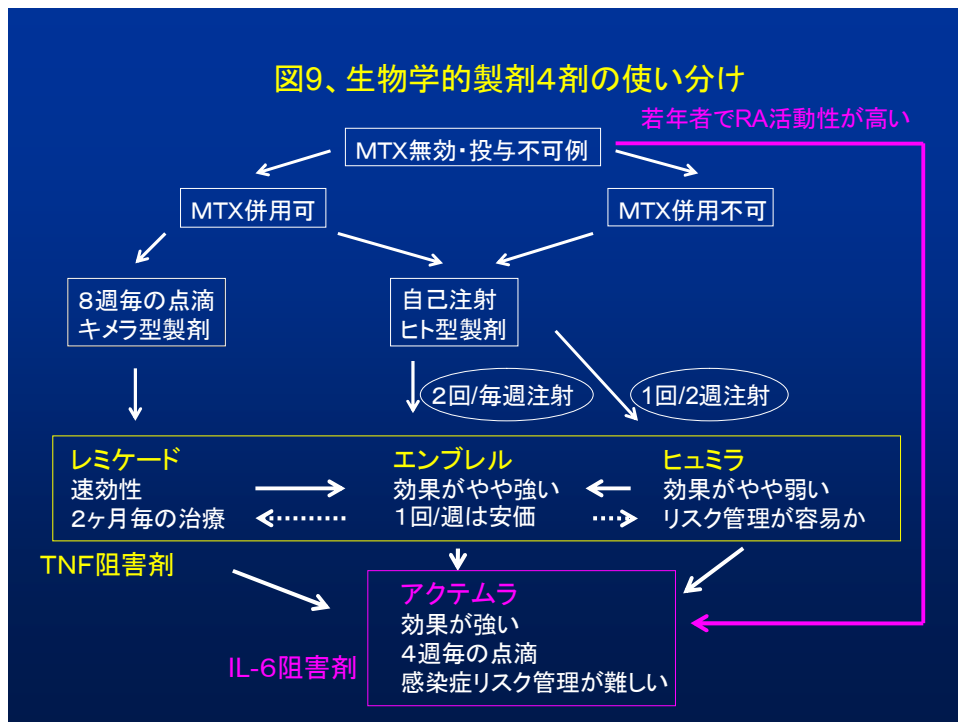 図9、生物学的製剤４剤の使い分け
若年者でRA活動性が高い
MTX無効・投与不可例
MTX併用可
MTX併用不可
８週毎の点滴
キメラ型製剤
自己注射
ヒト型製剤
２回/毎週注射
1回/2週注射
レミケード
速効性
２ヶ月毎の治療
エンブレル
効果がやや強い
１回/週は安価
ヒュミラ
効果がやや弱い
リスク管理が容易か
TNF阻害剤
アクテムラ
効果が強い
４週毎の点滴
感染症リスク管理が難しい
IL-６阻害剤